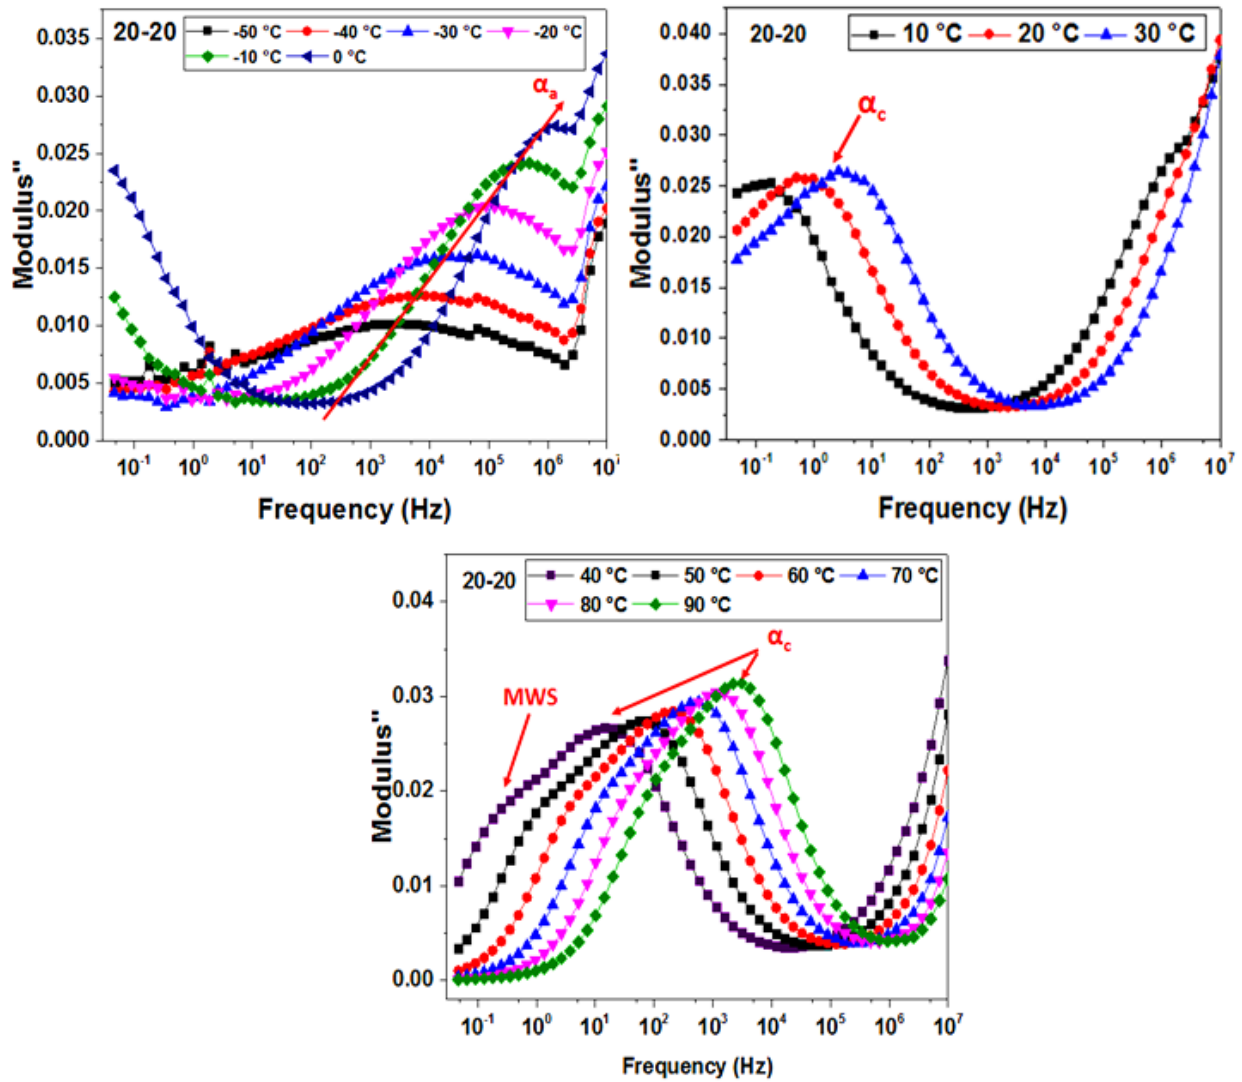 20-20
-50 °C -40 °C -30 °C -20 °C
-10 °C 0 °C
αa
0.035
0.030
0.025
0.020
0.015
0.010
0.005
0.000
Modulus''
10-1 100 101 102 103 104 105 106 107
Frequency (Hz)
20-20
10 °C 20 °C 30 °C
αc
0.040
0.035
0.030
0.025
0.020
0.015
0.010
0.005
0.000
Modulus''
10-1 100 101 102 103 104 105 106 107
Frequency (Hz)
20-20
40 °C 50 °C 60 °C 70 °C
80 °C 90 °C
αc
MWS
0.04
0.03
0.02
0.01
0.00
Modulus''
10-1 100 101 102 103 104 105 106 107
Frequency (Hz)